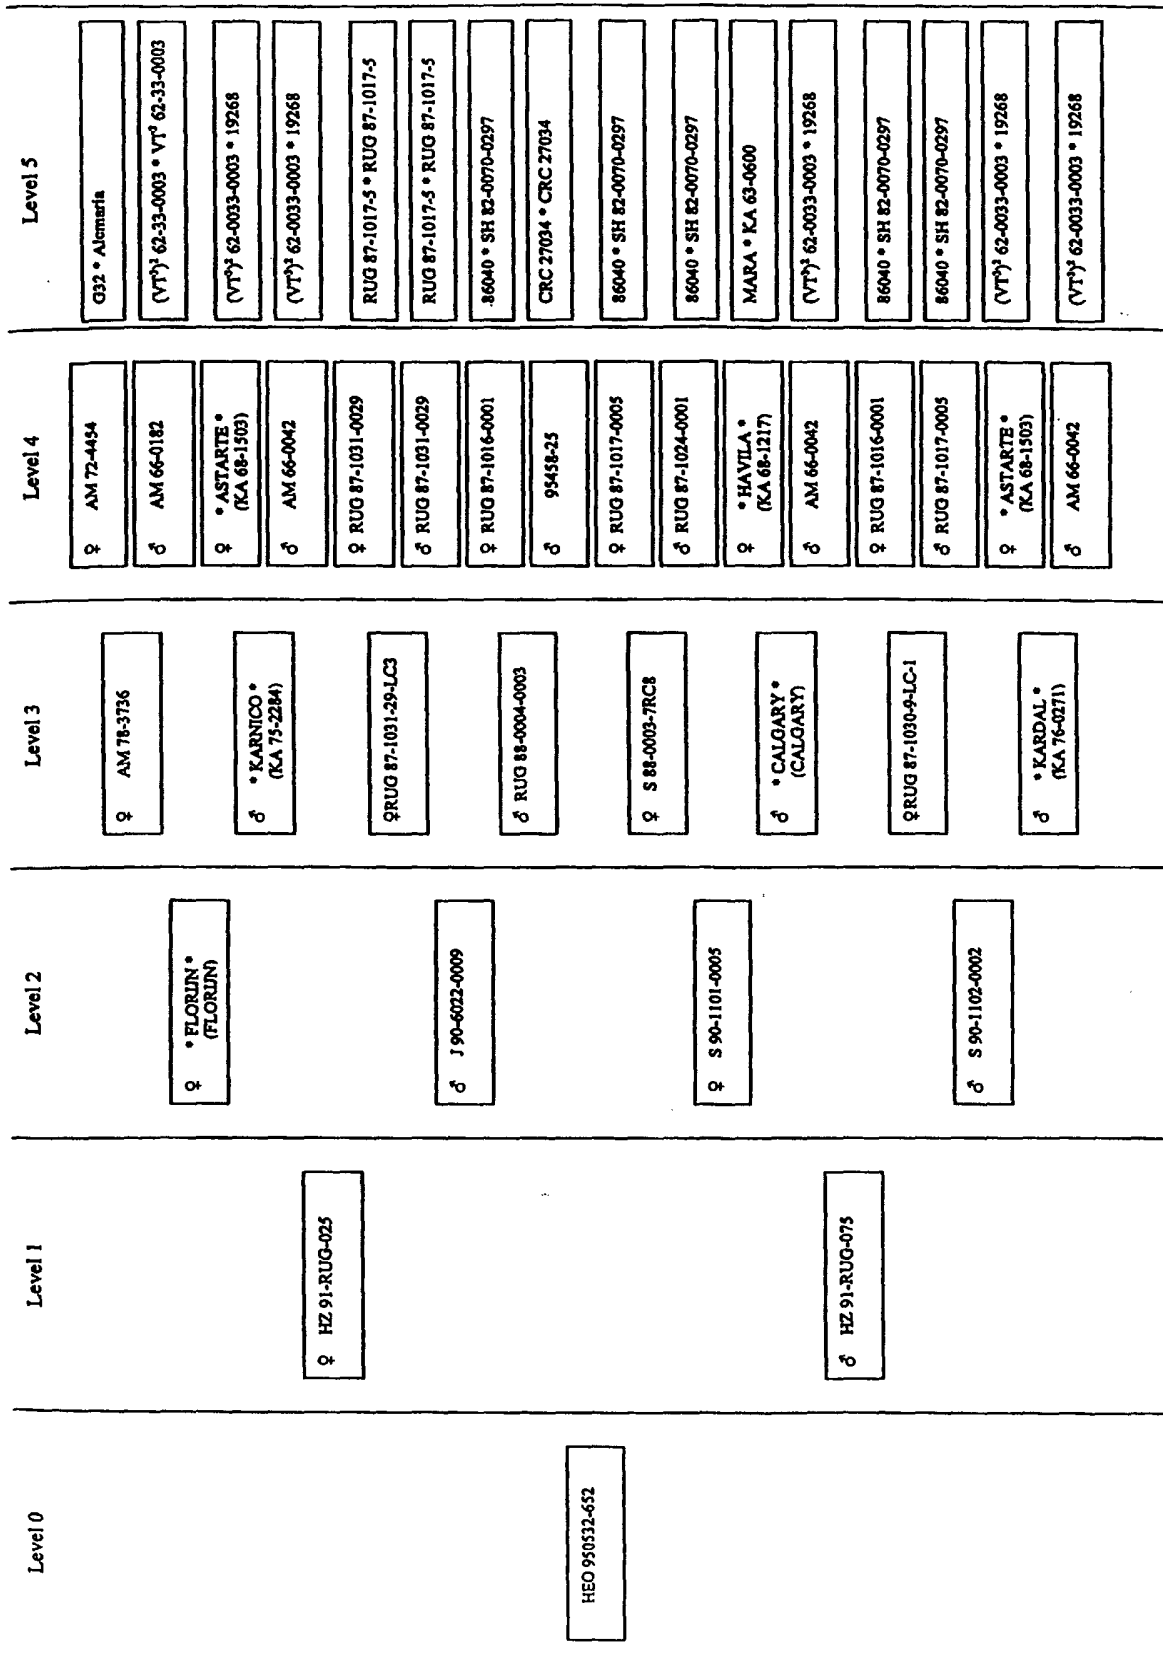 Level 0
HEO 950532-652
Level 1
♀ HZ 91-RUG-025
♂ HZ 91-RUG-075
Level 2
♀ * FLORIJN *
(FLORIJN)
♂ J 90-6022-0009
♀ S 90-1101-0005
♂ S 90-1102-0002
Level 3
♀ AM 78-3736
♂ * KARNICO *
(KA 75-2284)
♀RUG 87-1031-29-LC3
♂ RUG 88-0004-0003
♀ S 88-0003-7RC8
♂ * CALGARY *
(CALGARY)
♀RUG 87-1030-9-LC-1
♂ * KARDAL *
(KA 76-0271)
Level 4
♀ AM 72-4454
♂ AM 66-0182
♀ * ASTARTE *
(KA 68-1503)
♂ AM 66-0042
♀ RUG 87-1031-0029
♂ RUG 87-1031-0029
♀ RUG 87-1016-0001
♂ 95458-25
♀ RUG 87-1017-0005
♂ RUG 87-1024-0001
♀ * HAVILA *
(KA 68-1217)
♂ AM 66-0042
♀ RUG 87-1016-0001
♂ RUG 87-1017-0005
♀ * ASTARTE *
(KA 68-1503)
♂ AM 66-0042
Level 5
G32 * Alcmaria
(VT⁵)² 62-33-0003 * VT⁵ 62-33-0003
(VT⁵)² 62-0033-0003 * 19268
(VT⁵)² 62-0033-0003 * 19268
RUG 87-1017-5 * RUG 87-1017-5
RUG 87-1017-5 * RUG 87-1017-5
86040 * SH 82-0070-0297
CRC 27034 * CRC 27034
86040 * SH 82-0070-0297
86040 * SH 82-0070-0297
MARA * KA 63-0600
(VT⁵)² 62-0033-0003 * 19268
86040 * SH 82-0070-0297
86040 * SH 82-0070-0297
(VT⁵)² 62-0033-0003 * 19268
(VT⁵)² 62-0033-0003 * 19268